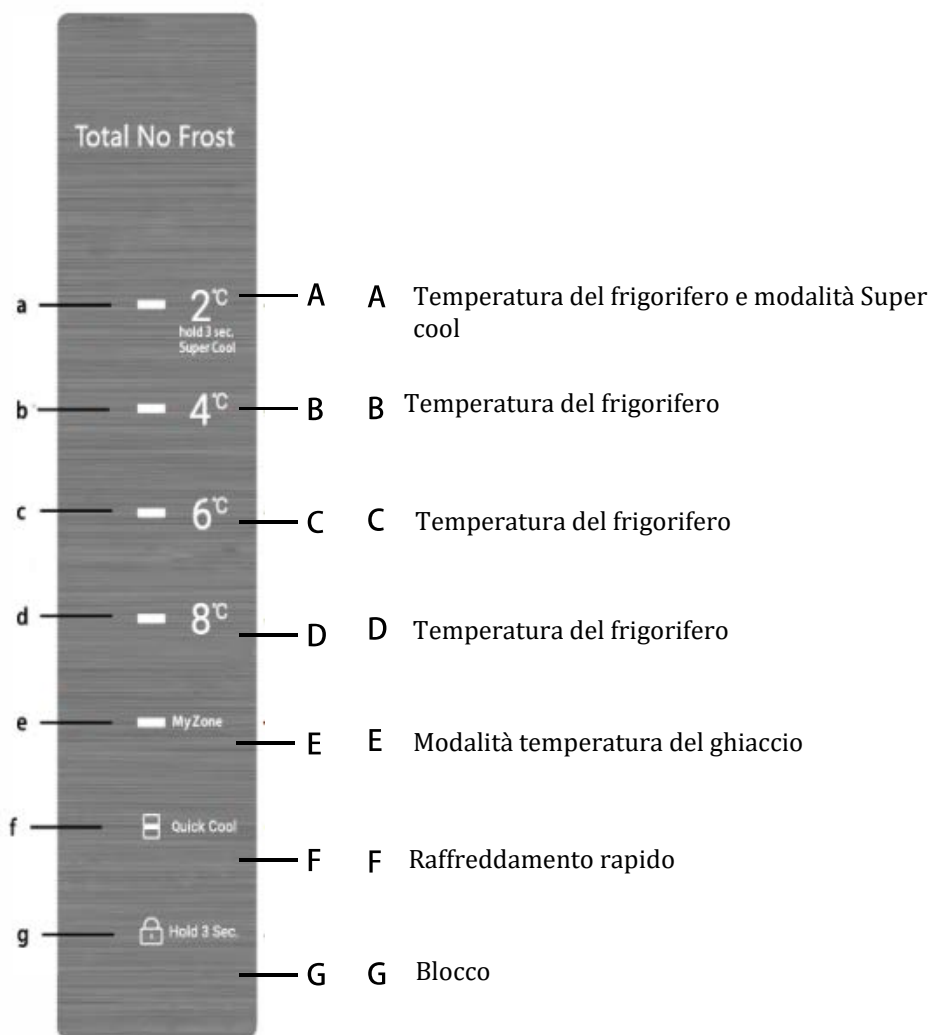 Total No Frost
a 2°C A A Temperatura del frigorifero e modalità Super
cool
hold 3 sec.
Super Cool
b 4°C B B Temperatura del frigorifero
c 6°C C C Temperatura del frigorifero
d 8°C D D Temperatura del frigorifero
e My Zone
E E Modalità temperatura del ghiaccio
f Quick Cool
F F Raffreddamento rapido
g Hold 3 Sec.
G G Blocco